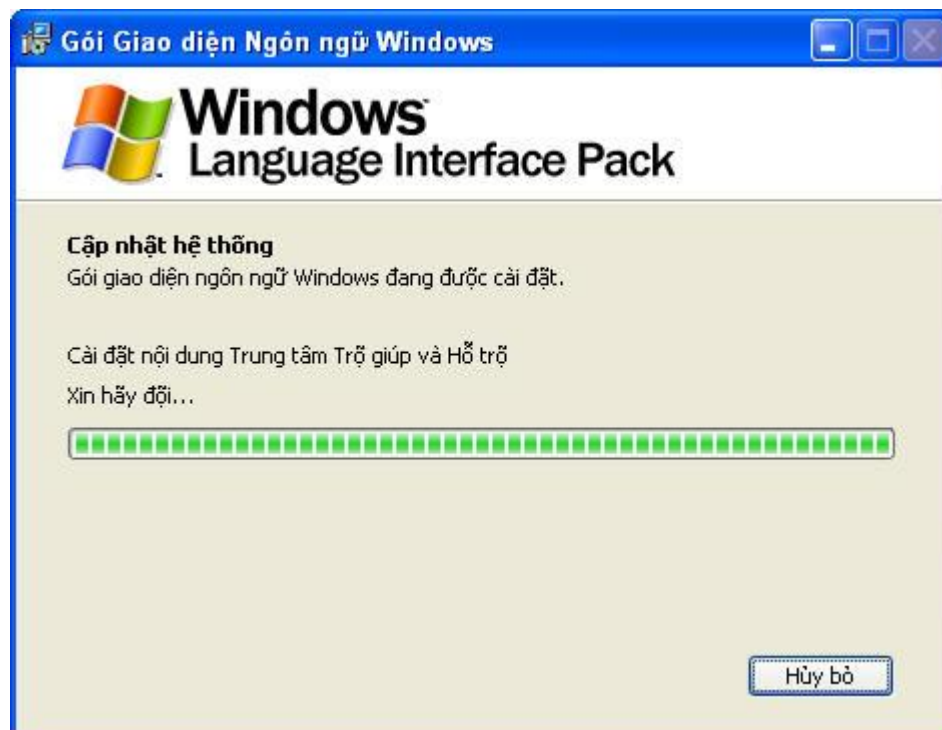 Gói Giao diện Ngôn ngữ Windows
Windows
Language Interface Pack
Cập nhật hệ thống
Gói giao diện ngôn ngữ Windows đang được cài đặt.
Cài đặt nội dung Trung tâm Trợ giúp và Hỗ trợ
Xin hãy đợi...
Hủy bỏ